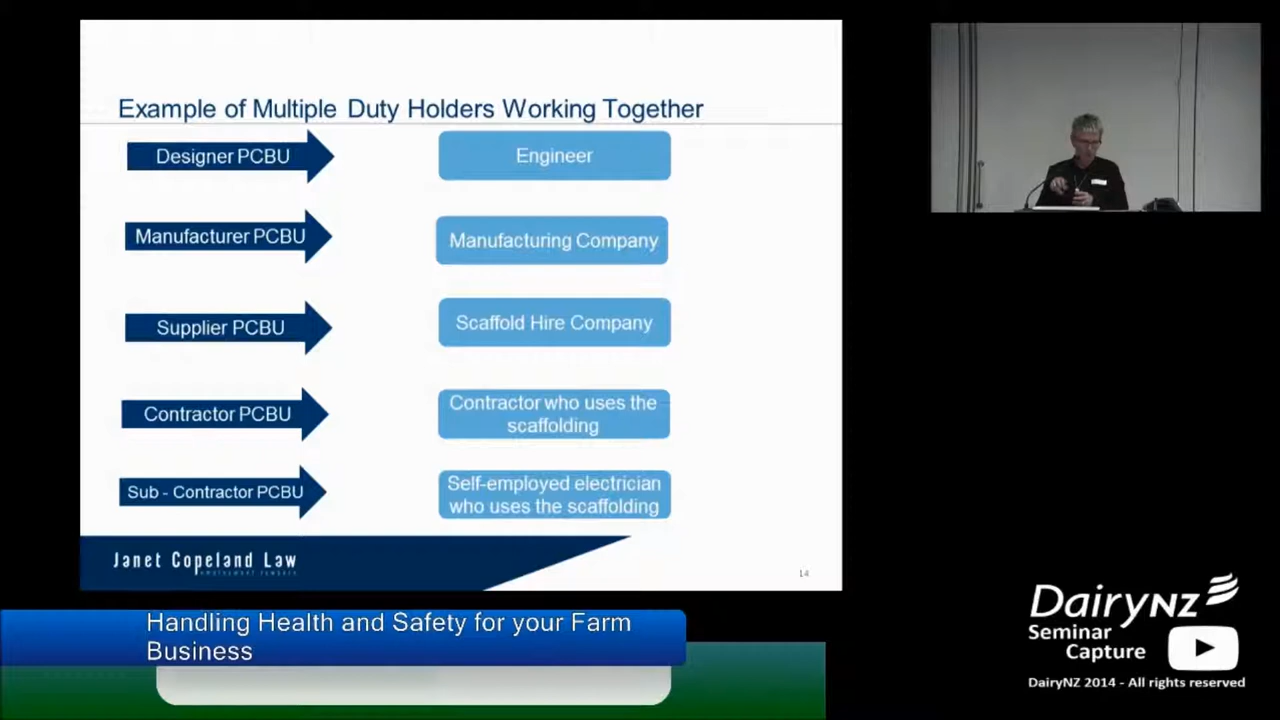 Example of Multiple Duty Holders Working Together
Designer PCBU
Engineer
Manufacturer PCBU
Manufacturing Company
Supplier PCBU
Scaffold Hire Company
Contractor PCBU
Contractor who uses the
scaffolding
Sub - Contractor PCBU
Self-employed electrician
who uses the scaffolding
Janet Copeland Law
employment lawyers
14
Handling Health and Safety for your Farm
Business
DairyNZ
Seminar
Capture
DairyNZ 2014 - All rights reserved